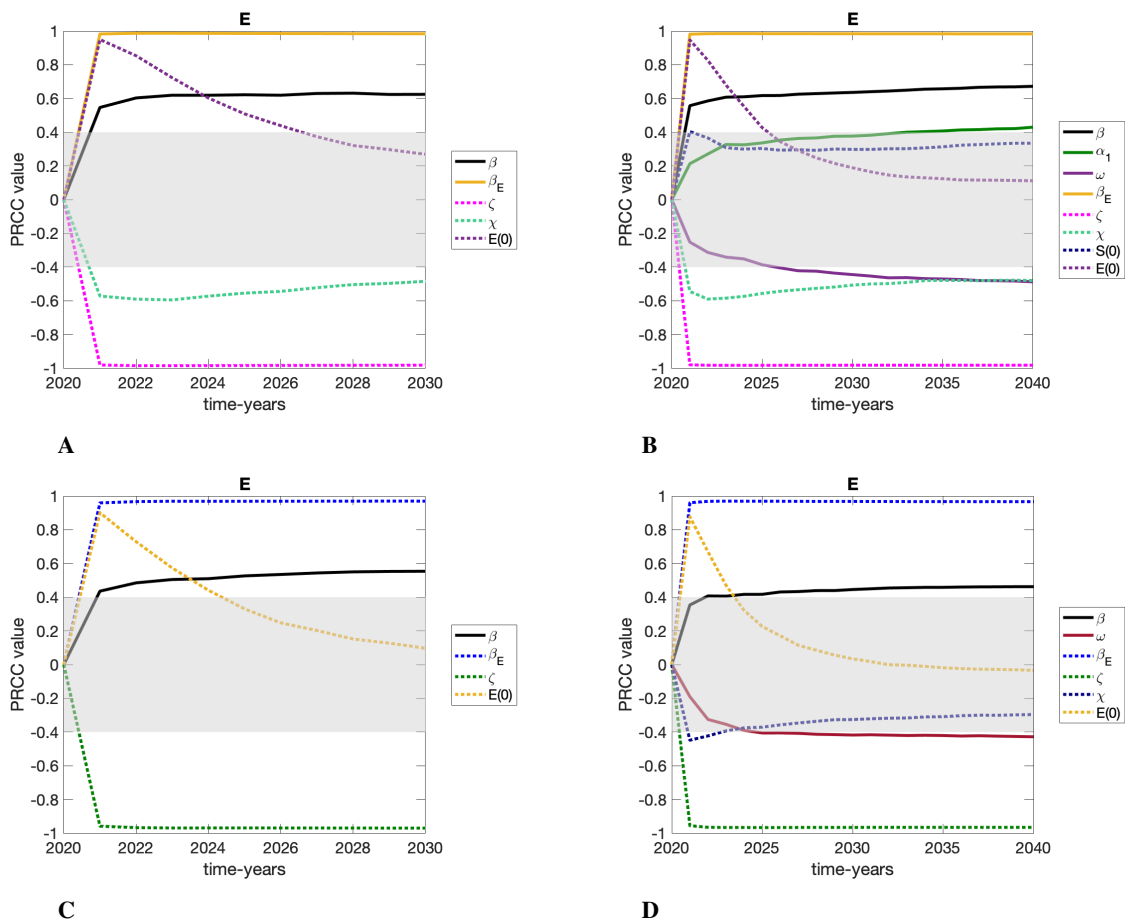 E
1
0.8
0.6
0.4
0.2
0
-0.2
-0.4
-0.6
-0.8
-1
PRCC value
2020 2022 2024 2026 2028 2030
time-years
β
β_E
ζ
χ
E(0)
A
E
1
0.8
0.6
0.4
0.2
0
-0.2
-0.4
-0.6
-0.8
-1
PRCC value
2020 2025 2030 2035 2040
time-years
β
α_1
ω
β_E
ζ
χ
S(0)
E(0)
B
E
1
0.8
0.6
0.4
0.2
0
-0.2
-0.4
-0.6
-0.8
-1
PRCC value
2020 2022 2024 2026 2028 2030
time-years
β
β_E
ζ
E(0)
C
E
1
0.8
0.6
0.4
0.2
0
-0.2
-0.4
-0.6
-0.8
-1
PRCC value
2020 2025 2030 2035 2040
time-years
β
ω
β_E
ζ
χ
E(0)
D